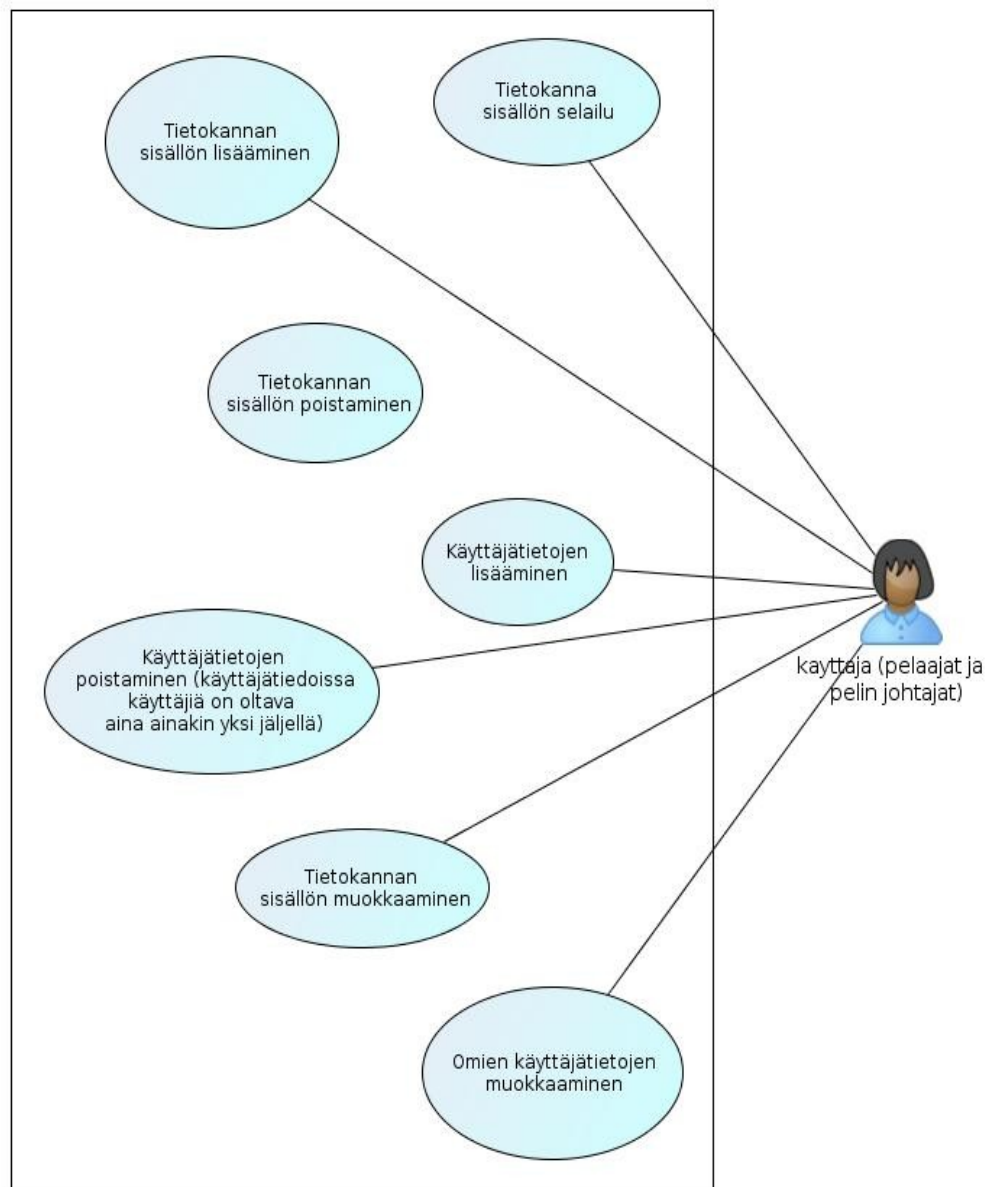 Tietokannan
sisällön lisääminen
Tietokanna
sisällön selailu
Tietokannan
sisällön poistaminen
Käyttäjätietojen
lisääminen
Käyttäjätietojen
poistaminen (käyttäjätiedoissa
käyttäjiä on oltava
aina ainakin yksi jäljellä)
kayttaja (pelaajat ja
pelin johtajat)
Tietokannan
sisällön muokkaaminen
Omien käyttäjätietojen
muokkaaminen